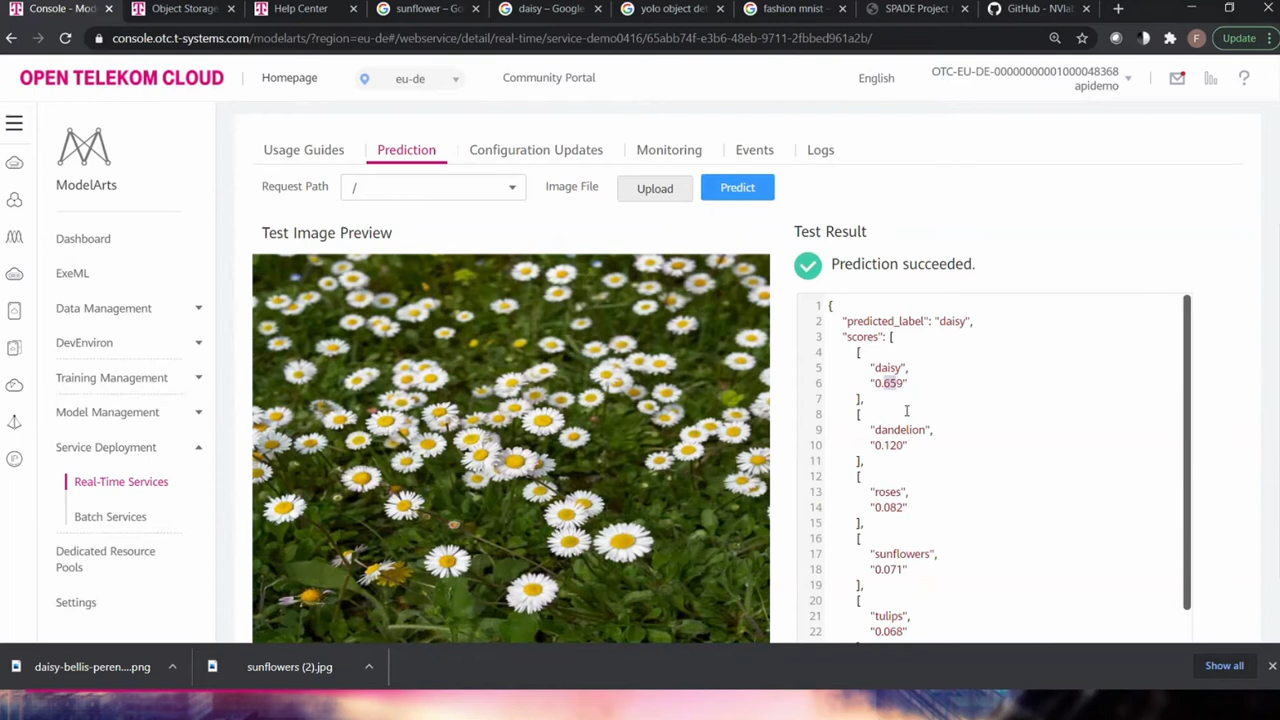 Console - Mod
Object Storage
Help Center
sunflower – Go
daisy – Google
yolo object det
fashion mnist -
SPADE Project
GitHub - NVlab
console.otc.t-systems.com/modelarts/?region=eu-de#/webservice/detail/real-time/service-demo0416/65abb74f-e3b6-48eb-9711-2fbbed961a2b/
F
Update
OPEN TELEKOM CLOUD
Homepage
eu-de
Community Portal
English
OTC-EU-DE-00000000001000048368
apidemo
ModelArts
Dashboard
ExeML
Data Management
DevEnviron
Training Management
Model Management
Service Deployment
Real-Time Services
Batch Services
Dedicated Resource
Pools
Settings
Usage Guides
Prediction
Configuration Updates
Monitoring
Events
Logs
Request Path
/
Image File
Upload
Predict
Test Image Preview
Test Result
Prediction succeeded.
1 {
2 "predicted_label": "daisy",
3 "scores": [
4 [
5 "daisy",
6 "0.659"
7 ],
8 [
9 "dandelion",
10 "0.120"
11 ],
12 [
13 "roses",
14 "0.082"
15 ],
16 [
17 "sunflowers",
18 "0.071"
19 ],
20 [
21 "tulips",
22 "0.068"
daisy-bellis-peren....png
sunflowers (2).jpg
Show all